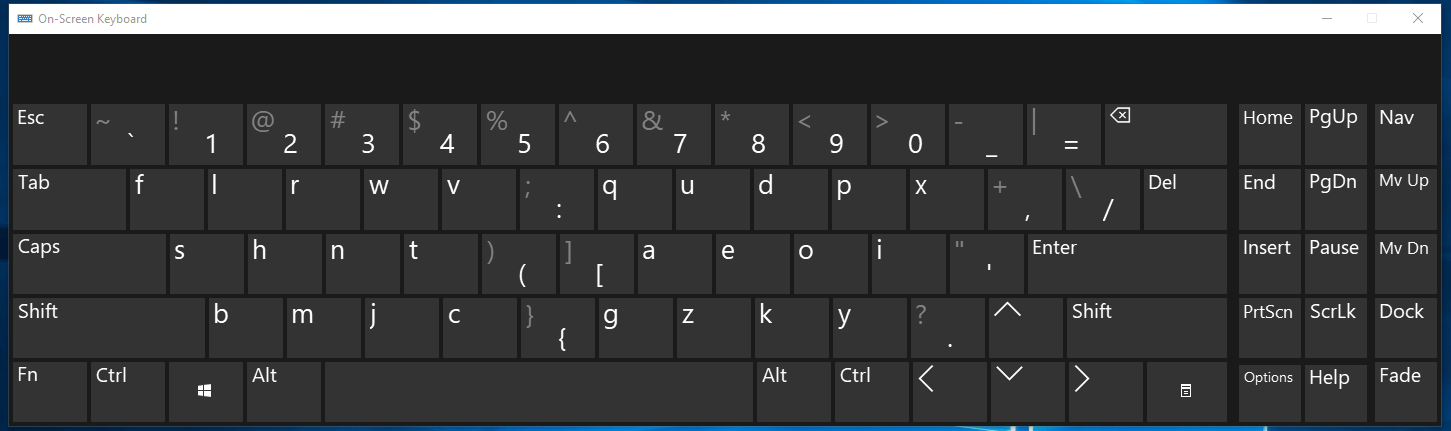 On-Screen Keyboard
Esc ~ ` ! 1 @ 2 # 3 $ 4 % 5 ^ 6 & 7 * 8 < 9 > 0 - _ | = Home PgUp Nav
Tab f l r w v ; : q u d p x + , \ / Del End PgDn Mv Up
Caps s h n t ) ( ] [ a e o i " ' Enter Insert Pause Mv Dn
Shift b m j c } { g z k y ? . Shift PrtScn ScrLk Dock
Fn Ctrl Alt Alt Ctrl Options Help Fade